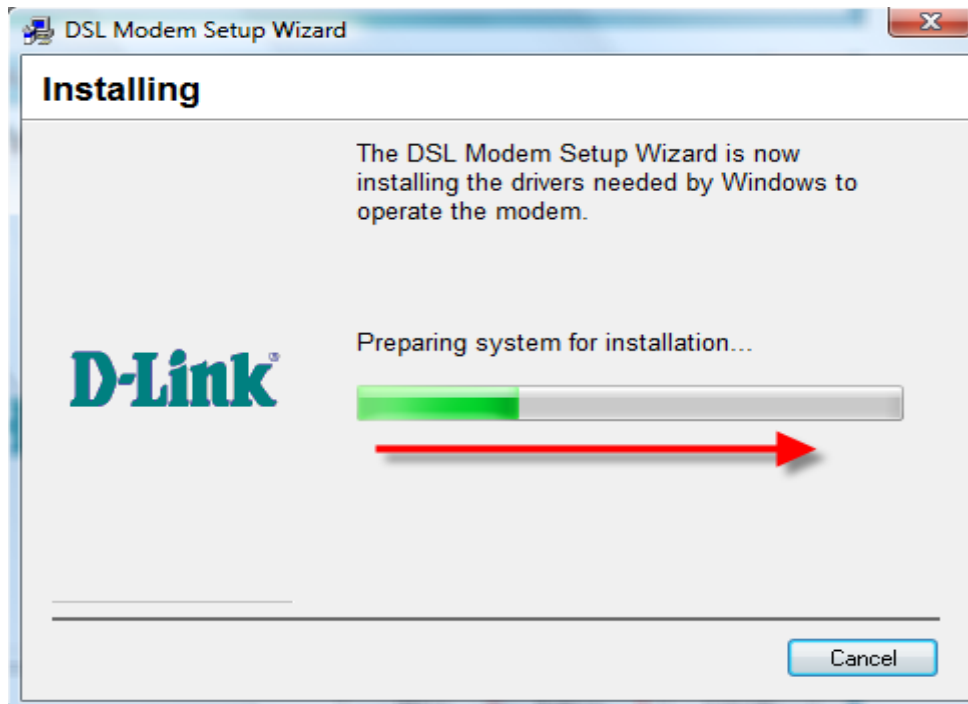 DSL Modem Setup Wizard
Installing
The DSL Modem Setup Wizard is now
installing the drivers needed by Windows to
operate the modem.
Preparing system for installation...
D-Link®
Cancel